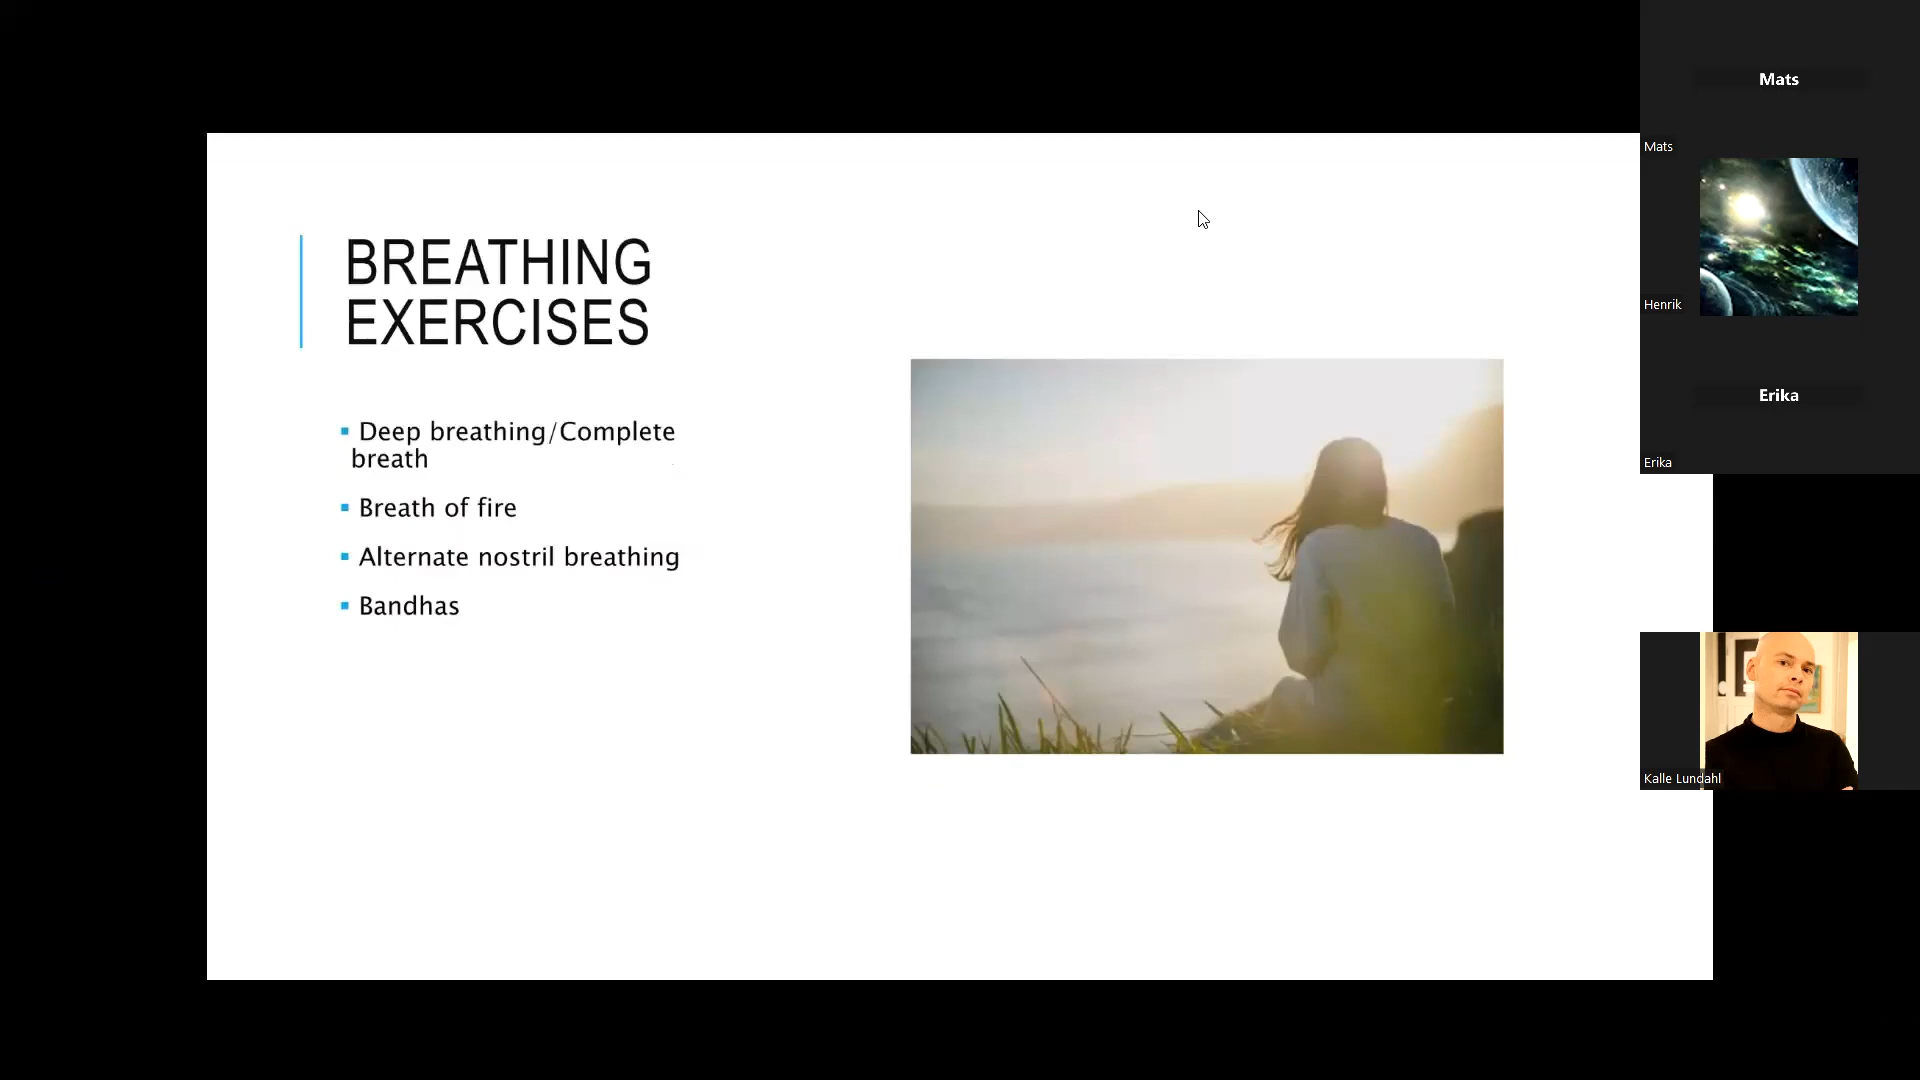 BREATHING
EXERCISES
▪ Deep breathing/Complete
breath
▪ Breath of fire
▪ Alternate nostril breathing
▪ Bandhas
Mats
Mats
Henrik
Erika
Erika
Kalle Lundahl